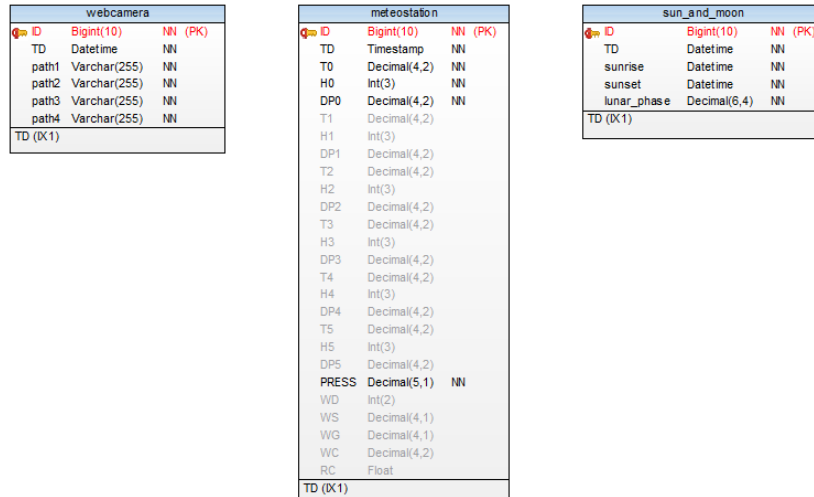 webcamera
ID Bigint(10) NN (PK)
TD Datetime NN
path1 Varchar(255) NN
path2 Varchar(255) NN
path3 Varchar(255) NN
path4 Varchar(255) NN
TD (IX1)
meteostation
ID Bigint(10) NN (PK)
TD Timestamp NN
T0 Decimal(4,2) NN
H0 Int(3) NN
DP0 Decimal(4,2) NN
T1 Decimal(4,2)
H1 Int(3)
DP1 Decimal(4,2)
T2 Decimal(4,2)
H2 Int(3)
DP2 Decimal(4,2)
T3 Decimal(4,2)
H3 Int(3)
DP3 Decimal(4,2)
T4 Decimal(4,2)
H4 Int(3)
DP4 Decimal(4,2)
T5 Decimal(4,2)
H5 Int(3)
DP5 Decimal(4,2)
PRESS Decimal(5,1) NN
WD Int(2)
WS Decimal(4,1)
WG Decimal(4,1)
WC Decimal(4,2)
RC Float
TD (IX1)
sun_and_moon
ID Bigint(10) NN (PK)
TD Datetime NN
sunrise Datetime NN
sunset Datetime NN
lunar_phase Decimal(6,4) NN
TD (IX1)